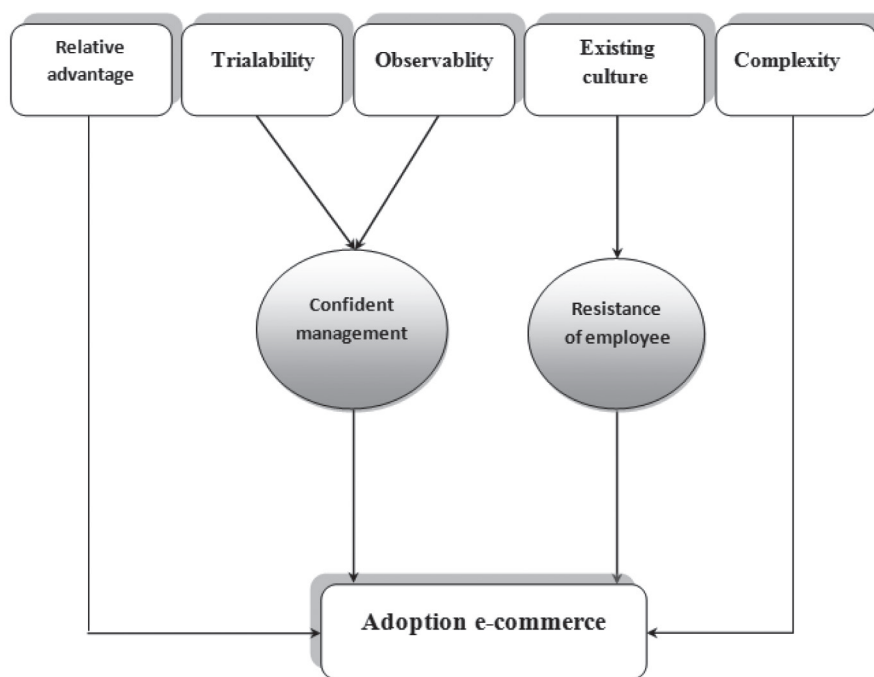 Relative
advantage
Trialability
Observablity
Existing
culture
Complexity
Confident
management
Resistance
of employee
Adoption e-commerce